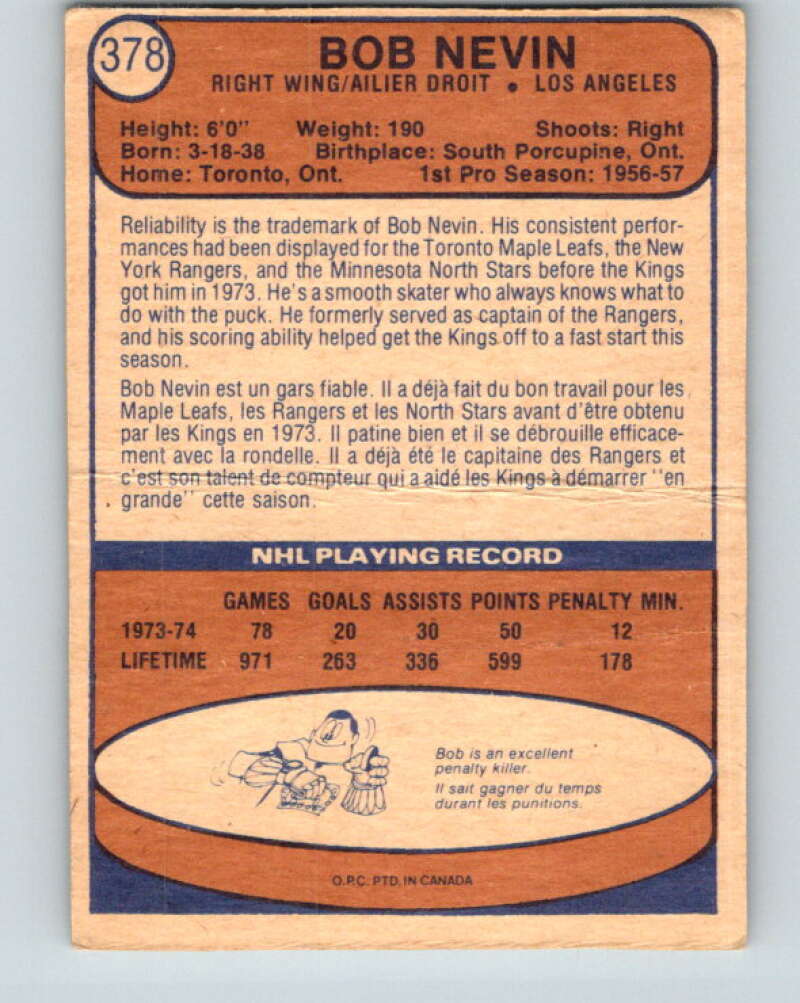 378
BOB NEVIN
RIGHT WING/AILIER DROIT • LOS ANGELES
Height: 6'0" Weight: 190 Shoots: Right
Born: 3-18-38 Birthplace: South Porcupine, Ont.
Home: Toronto, Ont. 1st Pro Season: 1956-57
Reliability is the trademark of Bob Nevin. His consistent perfor-
mances had been displayed for the Toronto Maple Leafs, the New
York Rangers, and the Minnesota North Stars before the Kings
got him in 1973. He's a smooth skater who always knows what to
do with the puck. He formerly served as captain of the Rangers,
and his scoring ability helped get the Kings off to a fast start this
season.
Bob Nevin est un gars fiable. Il a déjà fait du bon travail pour les
Maple Leafs, les Rangers et les North Stars avant d'être obtenu
par les Kings en 1973. Il patine bien et il se débrouille efficace-
ment avec la rondelle. Il a déjà été le capitaine des Rangers et
c'est son talent de compteur qui a aidé les Kings à démarrer "en
grande" cette saison.
NHL PLAYING RECORD
GAMES GOALS ASSISTS POINTS PENALTY MIN.
1973-74 78 20 30 50 12
LIFETIME 971 263 336 599 178
Bob is an excellent
penalty killer.
Il sait gagner du temps
durant les punitions.
O.P.C. PTD. IN CANADA